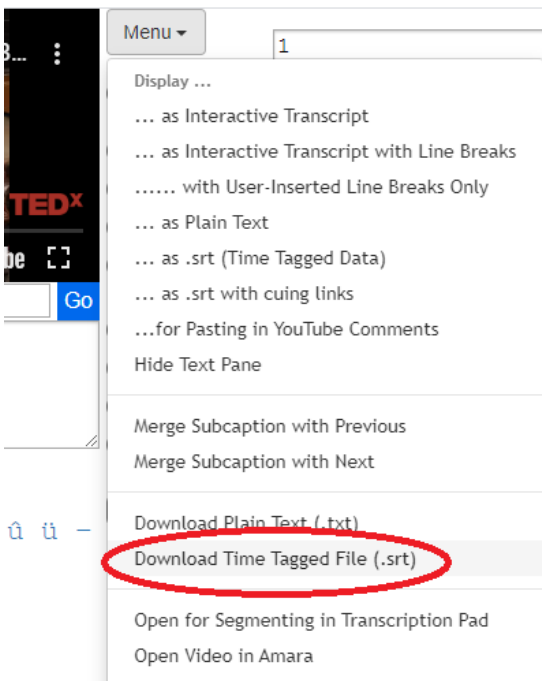 Menu
3...
1
Display ...
... as Interactive Transcript
... as Interactive Transcript with Line Breaks
...... with User-Inserted Line Breaks Only
TEDx
... as Plain Text
be
... as .srt (Time Tagged Data)
Go
... as .srt with cuing links
...for Pasting in YouTube Comments
Hide Text Pane
Merge Subcaption with Previous
Merge Subcaption with Next
û ü –
Download Plain Text (.txt)
Download Time Tagged File (.srt)
Open for Segmenting in Transcription Pad
Open Video in Amara